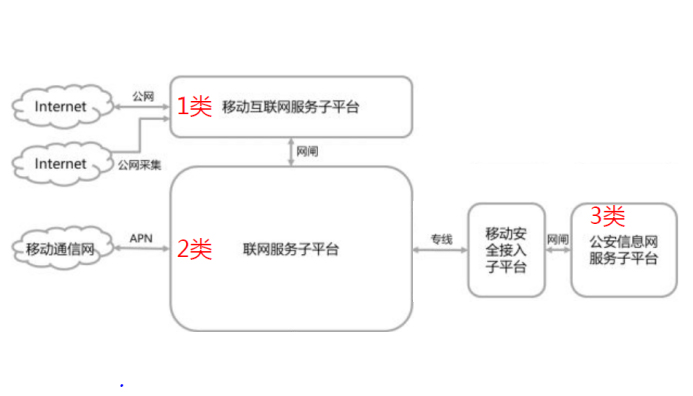 Internet
公网
1类 移动互联网服务子平台
Internet
公网采集
网闸
移动通信网
APN
2类
联网服务子平台
专线
移动安
全接入
子平台
网闸
3类
公安信息网
服务子平台